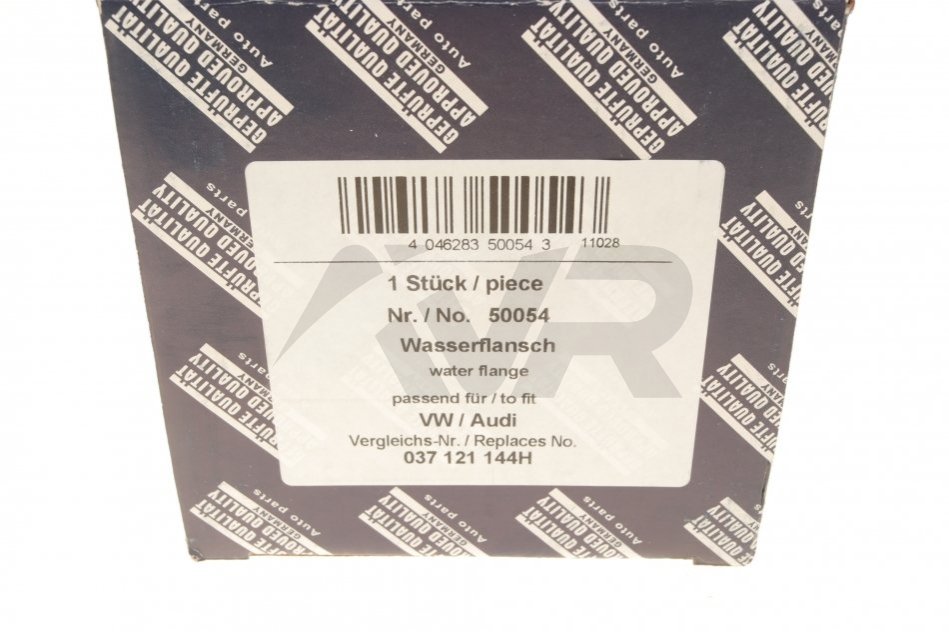 GEPRÜFTE QUALITÄT
APPROVED QUALITY
GERMANY
Auto parts
4 046283 50054 3 11028
1 Stück / piece
Nr. / No. 50054
Wasserflansch
water flange
passend für / to fit
VW / Audi
Vergleichs-Nr. / Replaces No.
037 121 144H
VR